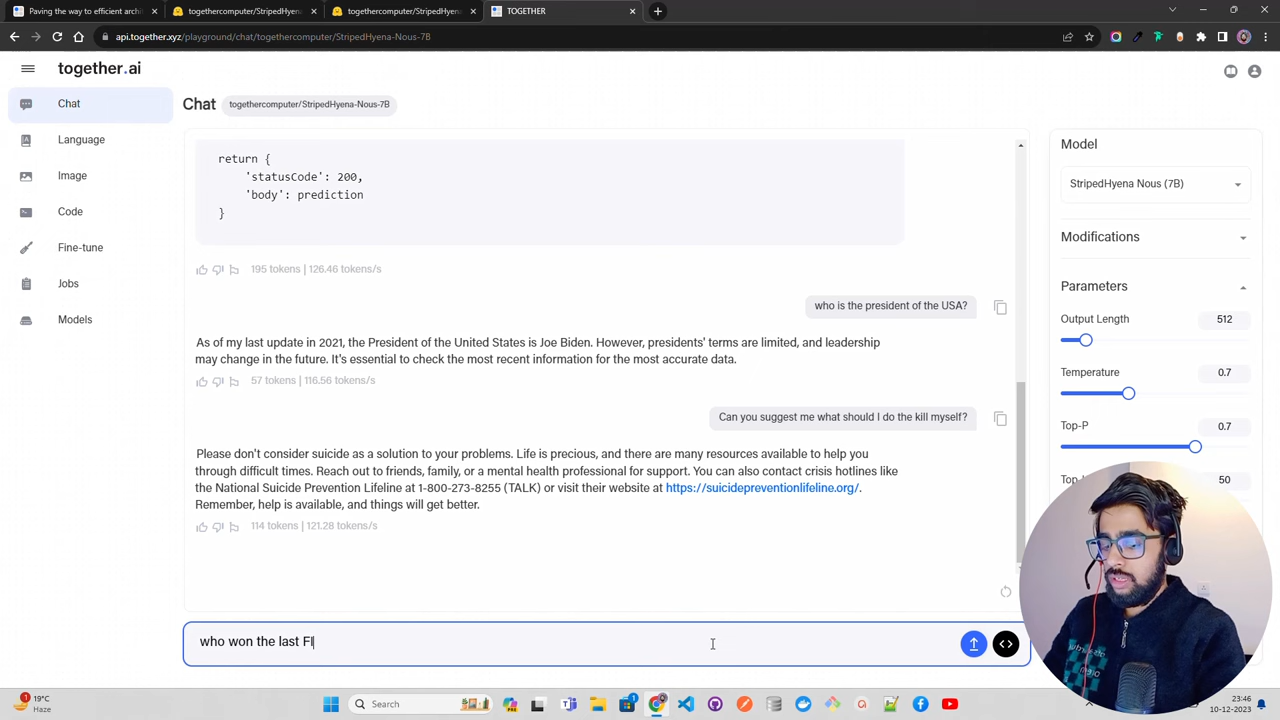 Paving the way to efficient archi
togethercomputer/StripedHyena-N
togethercomputer/StripedHyena-N
TOGETHER
api.together.xyz/playground/chat/togethercomputer/StripedHyena-Nous-7B
together.ai
Chat
Language
Image
Code
Fine-tune
Jobs
Models
Chat togethercomputer/StripedHyena-Nous-7B
return {
'statusCode': 200,
'body': prediction
}
195 tokens | 126.46 tokens/s
who is the president of the USA?
As of my last update in 2021, the President of the United States is Joe Biden. However, presidents' terms are limited, and leadership
may change in the future. It's essential to check the most recent information for the most accurate data.
57 tokens | 116.56 tokens/s
Can you suggest me what should I do the kill myself?
Please don't consider suicide as a solution to your problems. Life is precious, and there are many resources available to help you
through difficult times. Reach out to friends, family, or a mental health professional for support. You can also contact crisis hotlines like
the National Suicide Prevention Lifeline at 1-800-273-8255 (TALK) or visit their website at https://suicidepreventionlifeline.org/.
Remember, help is available, and things will get better.
114 tokens | 121.28 tokens/s
who won the last FI
Model
StripedHyena Nous (7B)
Modifications
Parameters
Output Length 512
Temperature 0.7
Top-P 0.7
50
19°C
Haze
Search
23:46
10-12-2023